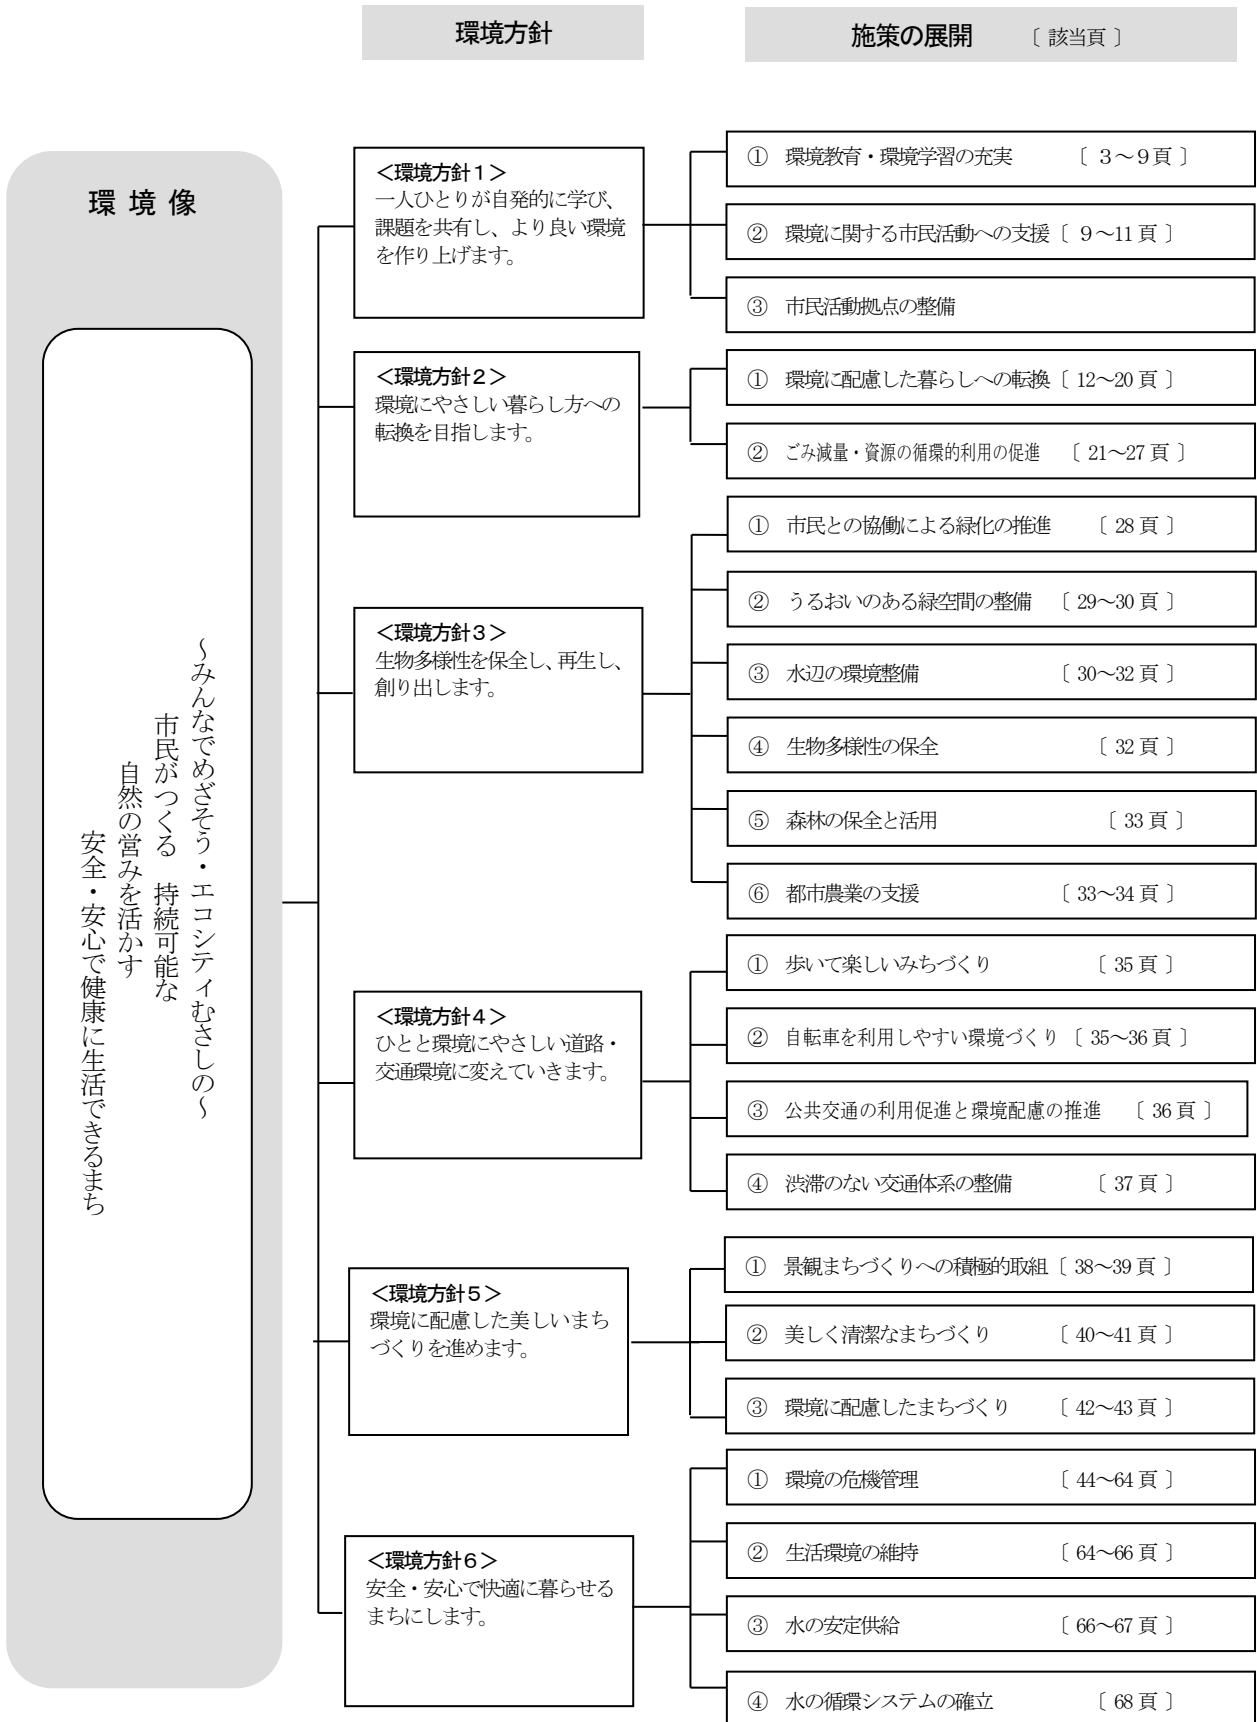 環境方針
施策の展開 〔 該当頁 〕
環 境 像
～みんなでめざそう・エコシティむさしの～
市民がつくる 持続可能な
自然の営みを活かす
安全・安心で健康に生活できるまち
＜環境方針１＞
一人ひとりが自発的に学び、
課題を共有し、より良い環境
を作り上げます。
① 環境教育・環境学習の充実 〔 3～9頁 〕
② 環境に関する市民活動への支援〔 9～11 頁 〕
③ 市民活動拠点の整備
＜環境方針２＞
環境にやさしい暮らし方への
転換を目指します。
① 環境に配慮した暮らしへの転換〔 12～20 頁 〕
② ごみ減量・資源の循環的利用の促進 〔 21～27 頁 〕
＜環境方針３＞
生物多様性を保全し、再生し、
創り出します。
① 市民との協働による緑化の推進 〔 28 頁 〕
② うるおいのある緑空間の整備 〔 29～30 頁 〕
③ 水辺の環境整備 〔 30～32 頁 〕
④ 生物多様性の保全 〔 32 頁 〕
⑤ 森林の保全と活用 〔 33 頁 〕
⑥ 都市農業の支援 〔 33～34 頁 〕
＜環境方針４＞
ひとと環境にやさしい道路・
交通環境に変えていきます。
① 歩いて楽しいみちづくり 〔 35 頁 〕
② 自転車を利用しやすい環境づくり 〔 35～36 頁 〕
③ 公共交通の利用促進と環境配慮の推進 〔 36 頁 〕
④ 渋滞のない交通体系の整備 〔 37 頁 〕
＜環境方針５＞
環境に配慮した美しいまち
づくりを進めます。
① 景観まちづくりへの積極的取組〔 38～39 頁 〕
② 美しく清潔なまちづくり 〔 40～41 頁 〕
③ 環境に配慮したまちづくり 〔 42～43 頁 〕
＜環境方針６＞
安全・安心で快適に暮らせる
まちにします。
① 環境の危機管理 〔 44～64 頁 〕
② 生活環境の維持 〔 64～66 頁 〕
③ 水の安定供給 〔 66～67 頁 〕
④ 水の循環システムの確立 〔 68 頁 〕